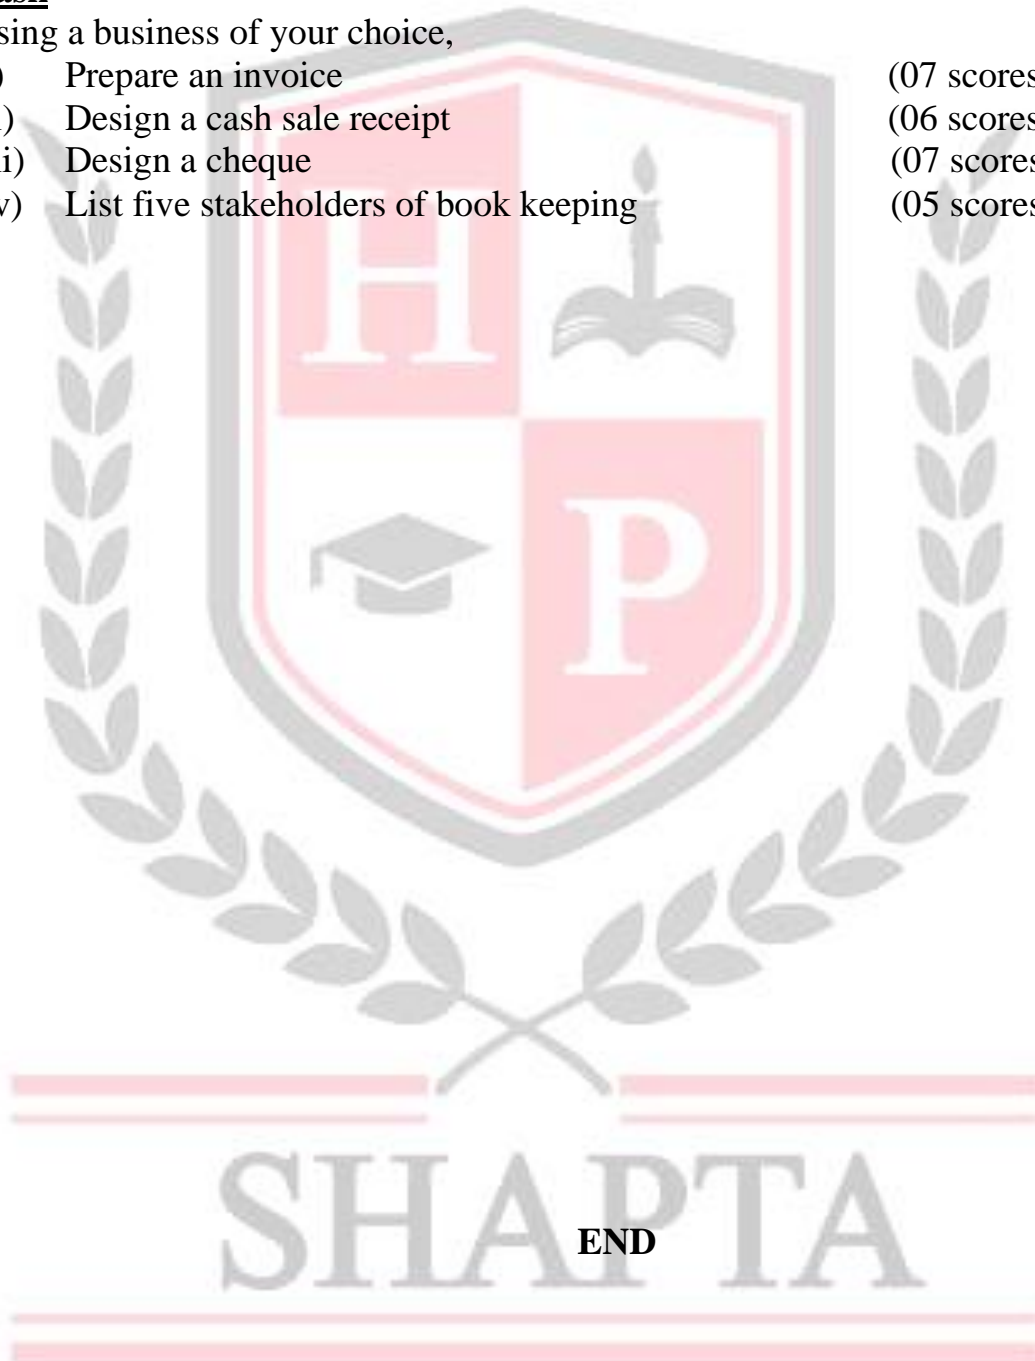 sing a business of your choice,
) Prepare an invoice (07 scores
) Design a cash sale receipt (06 scores
i) Design a cheque (07 scores
) List five stakeholders of book keeping (05 scores
H
P
SHAPTA
END